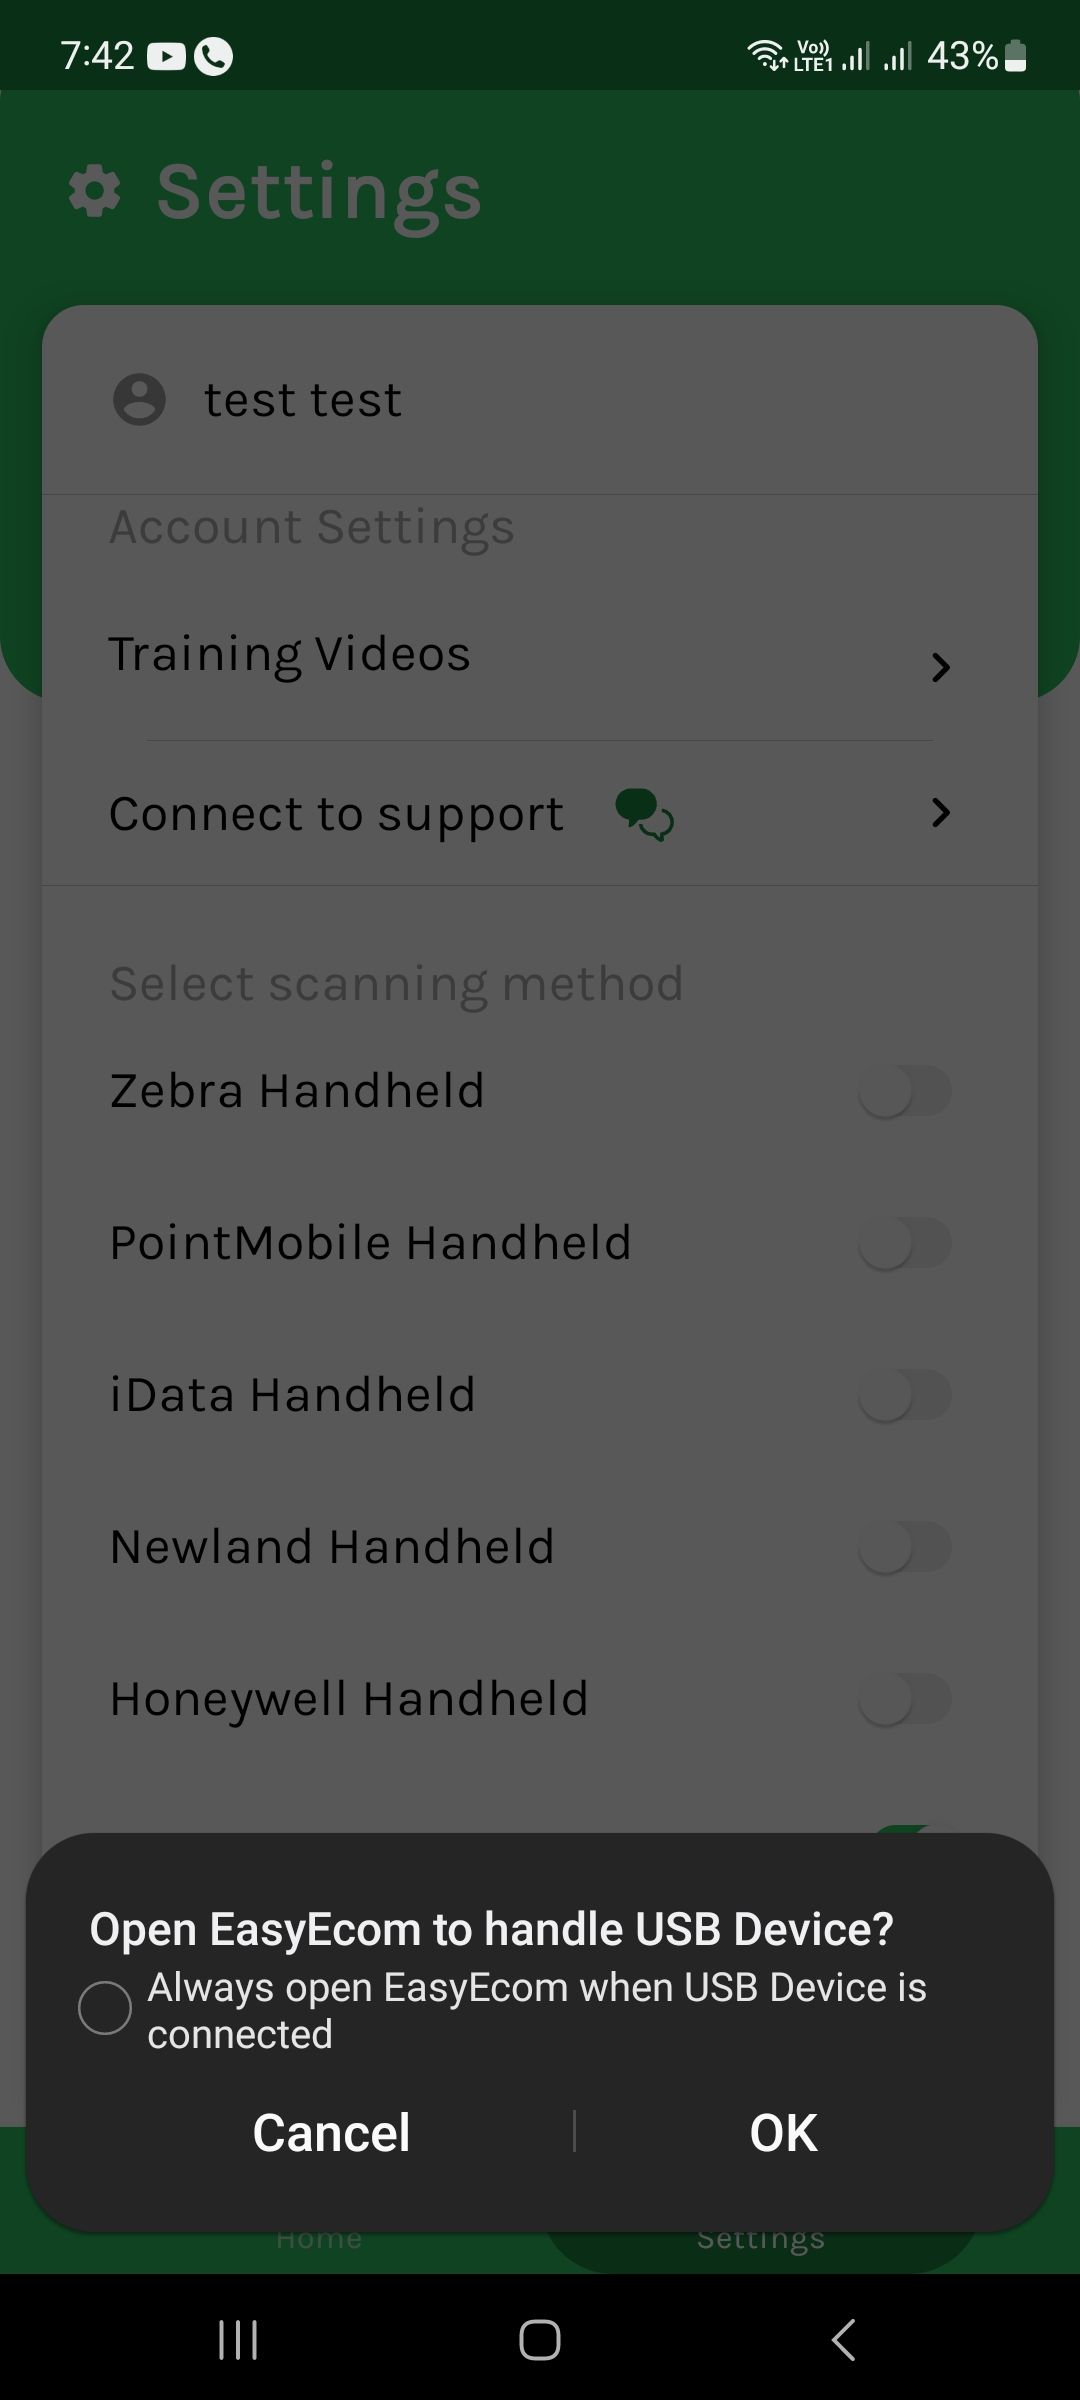 7:42 Vo)) LTE1 43%
Settings
test test
Account Settings
Training Videos
Connect to support
Select scanning method
Zebra Handheld
PointMobile Handheld
iData Handheld
Newland Handheld
Honeywell Handheld
Open EasyEcom to handle USB Device?
Always open EasyEcom when USB Device is
connected
Cancel OK
Home Settings